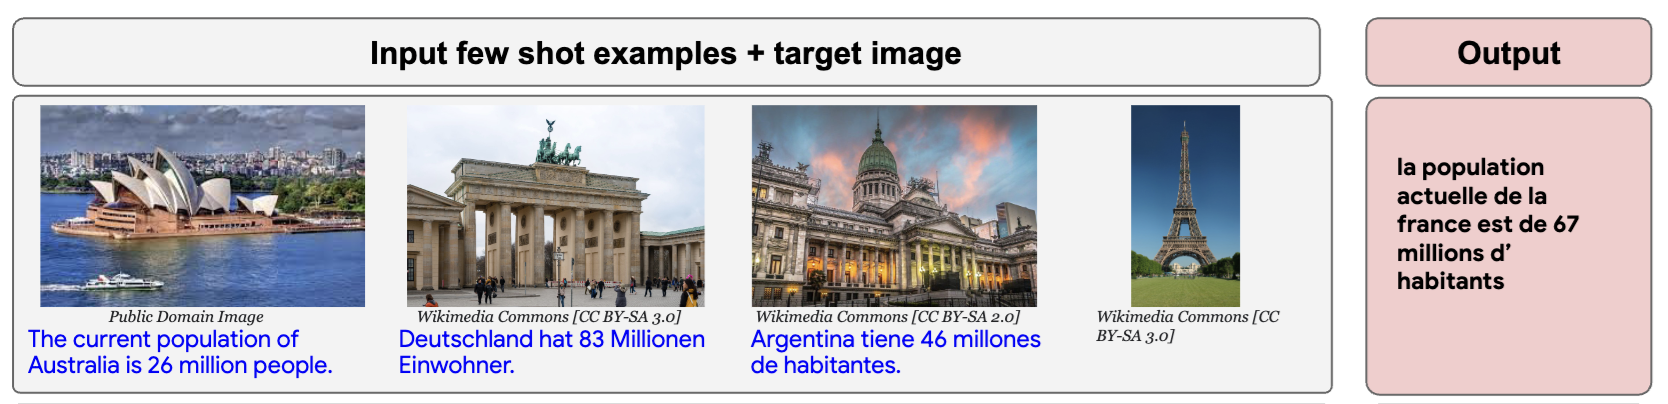 Input few shot examples + target image
Output
Public Domain Image
The current population of
Australia is 26 million people.
Wikimedia Commons [CC BY-SA 3.0]
Deutschland hat 83 Millionen
Einwohner.
Wikimedia Commons [CC BY-SA 2.0]
Argentina tiene 46 millones
de habitantes.
Wikimedia Commons [CC
BY-SA 3.0]
la population
actuelle de la
france est de 67
millions d’
habitants